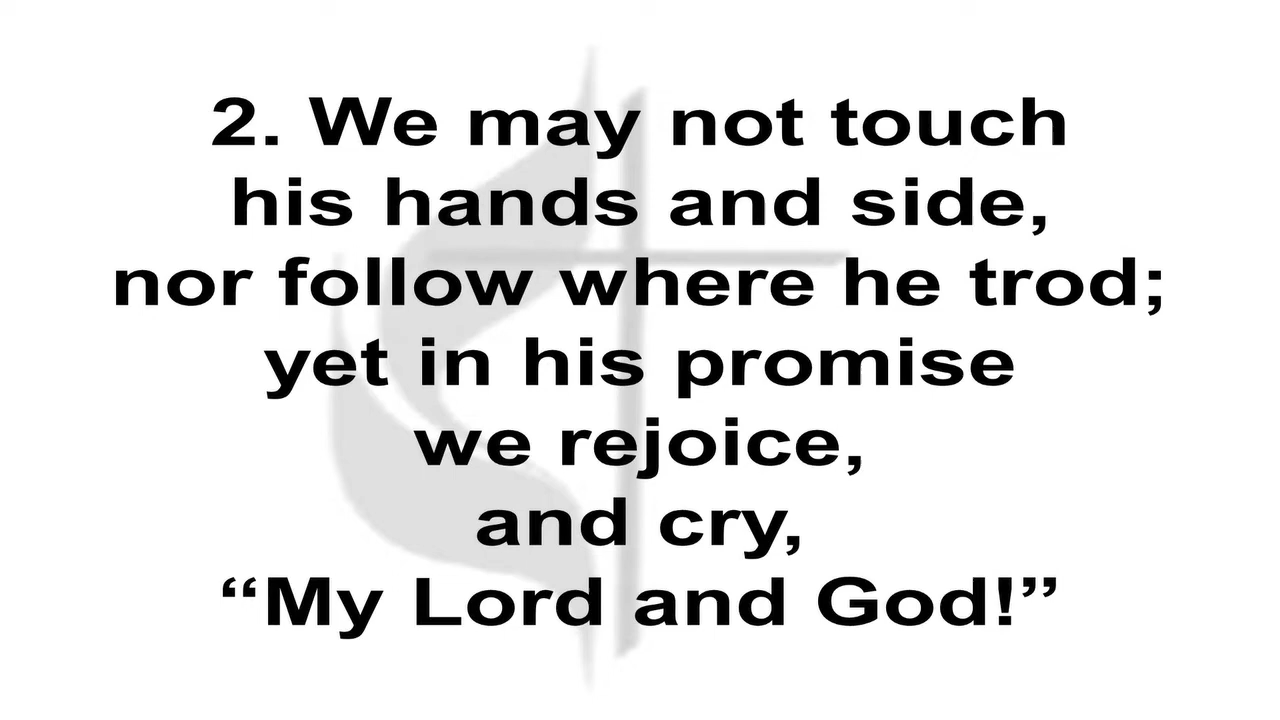 2. We may not touch
his hands and side,
nor follow where he trod;
yet in his promise
we rejoice,
and cry,
“My Lord and God!”